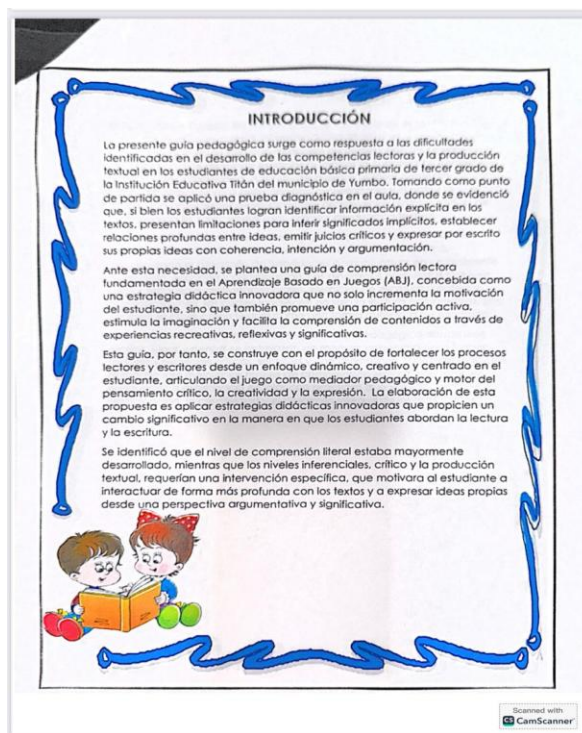 INTRODUCCIÓN
La presente guía pedagógica surge como respuesta a las dificultades
identificadas en el desarrollo de las competencias lectoras y la producción
textual en los estudiantes de educación básica primaria de tercer grado de
la Institución Educativa Titán del municipio de Yumbo. Tomando como punto
de partida se aplicó una prueba diagnóstica en el aula, donde se evidenció
que, si bien los estudiantes logran identificar información explícita en los
textos, presentan limitaciones para inferir significados implícitos, establecer
relaciones profundas entre ideas, emitir juicios críticos y expresar por escrito
sus propias ideas con coherencia, intención y argumentación.
Ante esta necesidad, se plantea una guía de comprensión lectora
fundamentada en el Aprendizaje Basado en Juegos (ABJ), concebida como
una estrategia didáctica innovadora que no solo incrementa la motivación
del estudiante, sino que también promueve una participación activa,
estimula la imaginación y facilita la comprensión de contenidos a través de
experiencias recreativas, reflexivas y significativas.
Esta guía, por tanto, se construye con el propósito de fortalecer los procesos
lectores y escritores desde un enfoque dinámico, creativo y centrado en el
estudiante, articulando el juego como mediador pedagógico y motor del
pensamiento crítico, la creatividad y la expresión. La elaboración de esta
propuesta es aplicar estrategias didácticas innovadoras que propicien un
cambio significativo en la manera en que los estudiantes abordan la lectura
y la escritura.
Se identificó que el nivel de comprensión literal estaba mayormente
desarrollado, mientras que los niveles inferenciales, crítico y la producción
textual, requerían una intervención específica, que motivara al estudiante a
interactuar de forma más profunda con los textos y a expresar ideas propias
desde una perspectiva argumentativa y significativa.
Scanned with
CS CamScanner